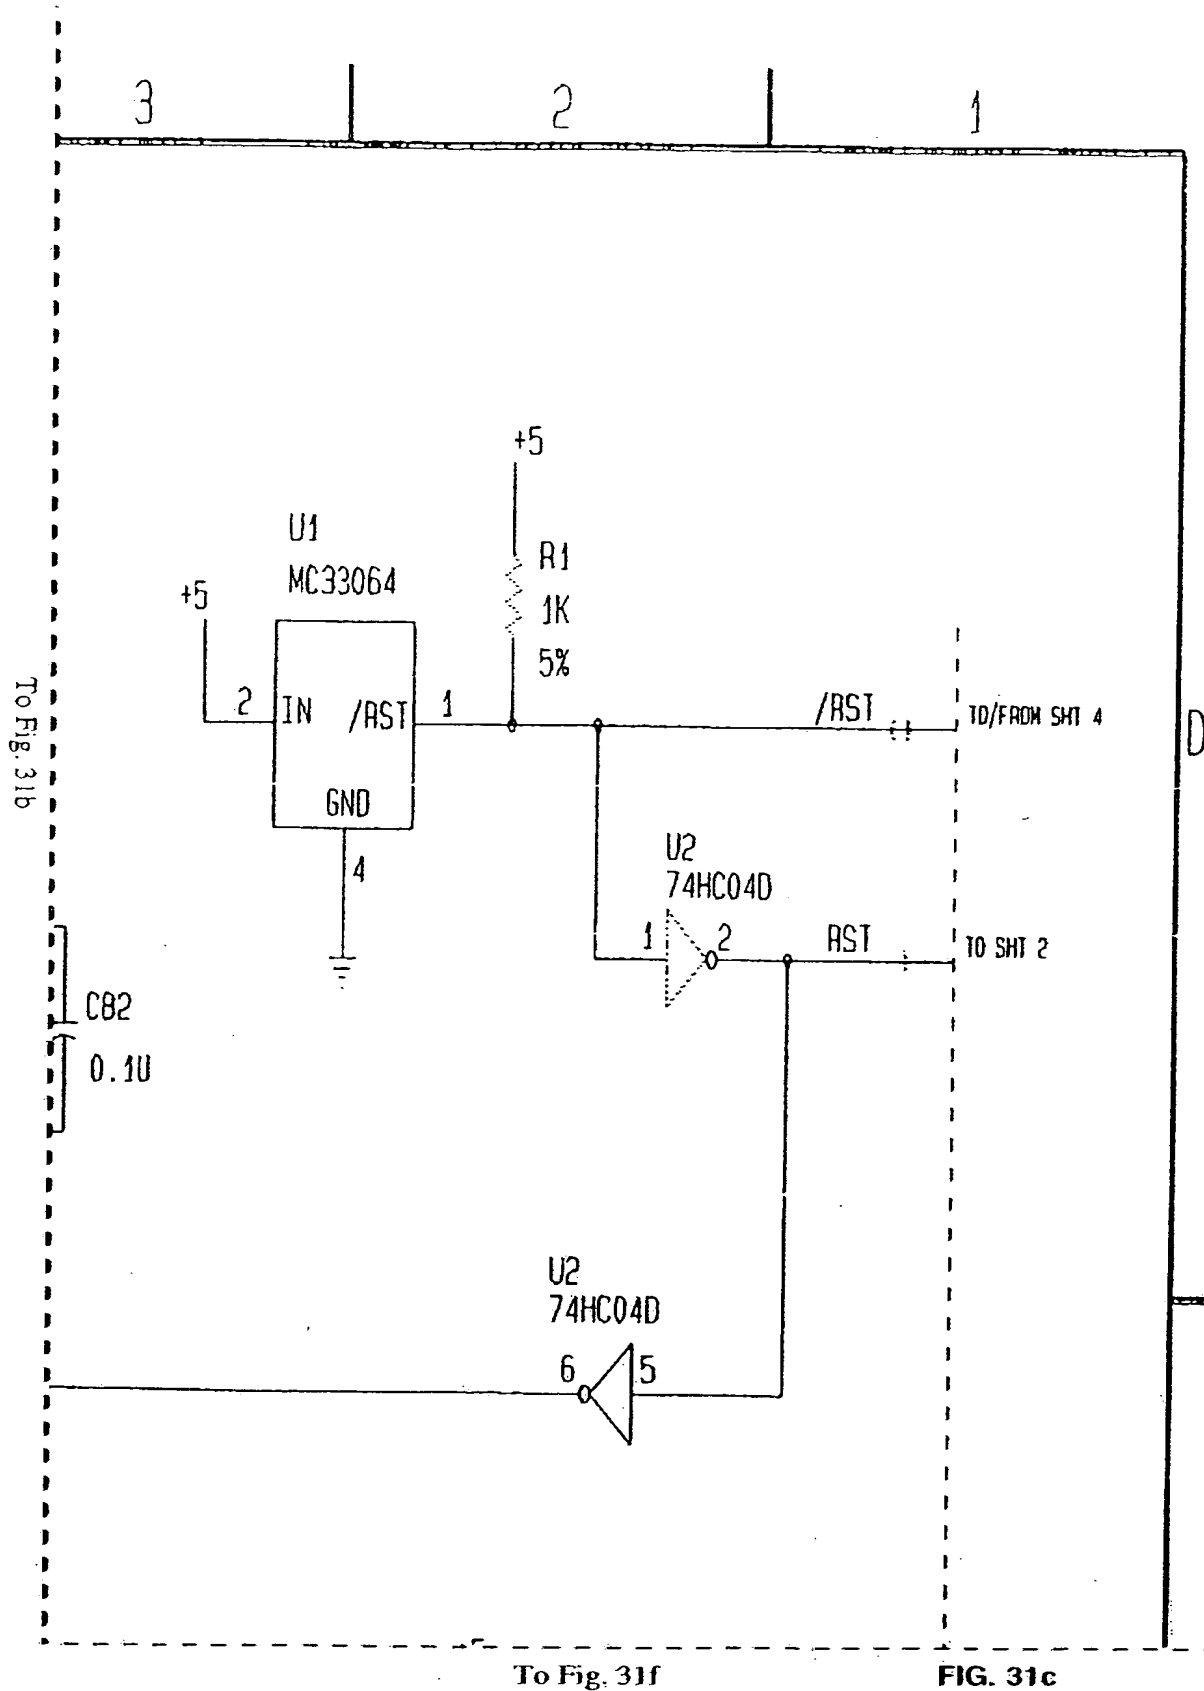 3
2
1
+5
U1
MC33064
R1
1K
5%
+5
2
IN
/RST
1
/RST
TO/FROM SHT 4
D
To Fig. 31b
GND
4
U2
74HC04D
1
2
RST
TO SHT 2
C82
0.1U
U2
74HC04D
6
5
To Fig. 31f
FIG. 31c